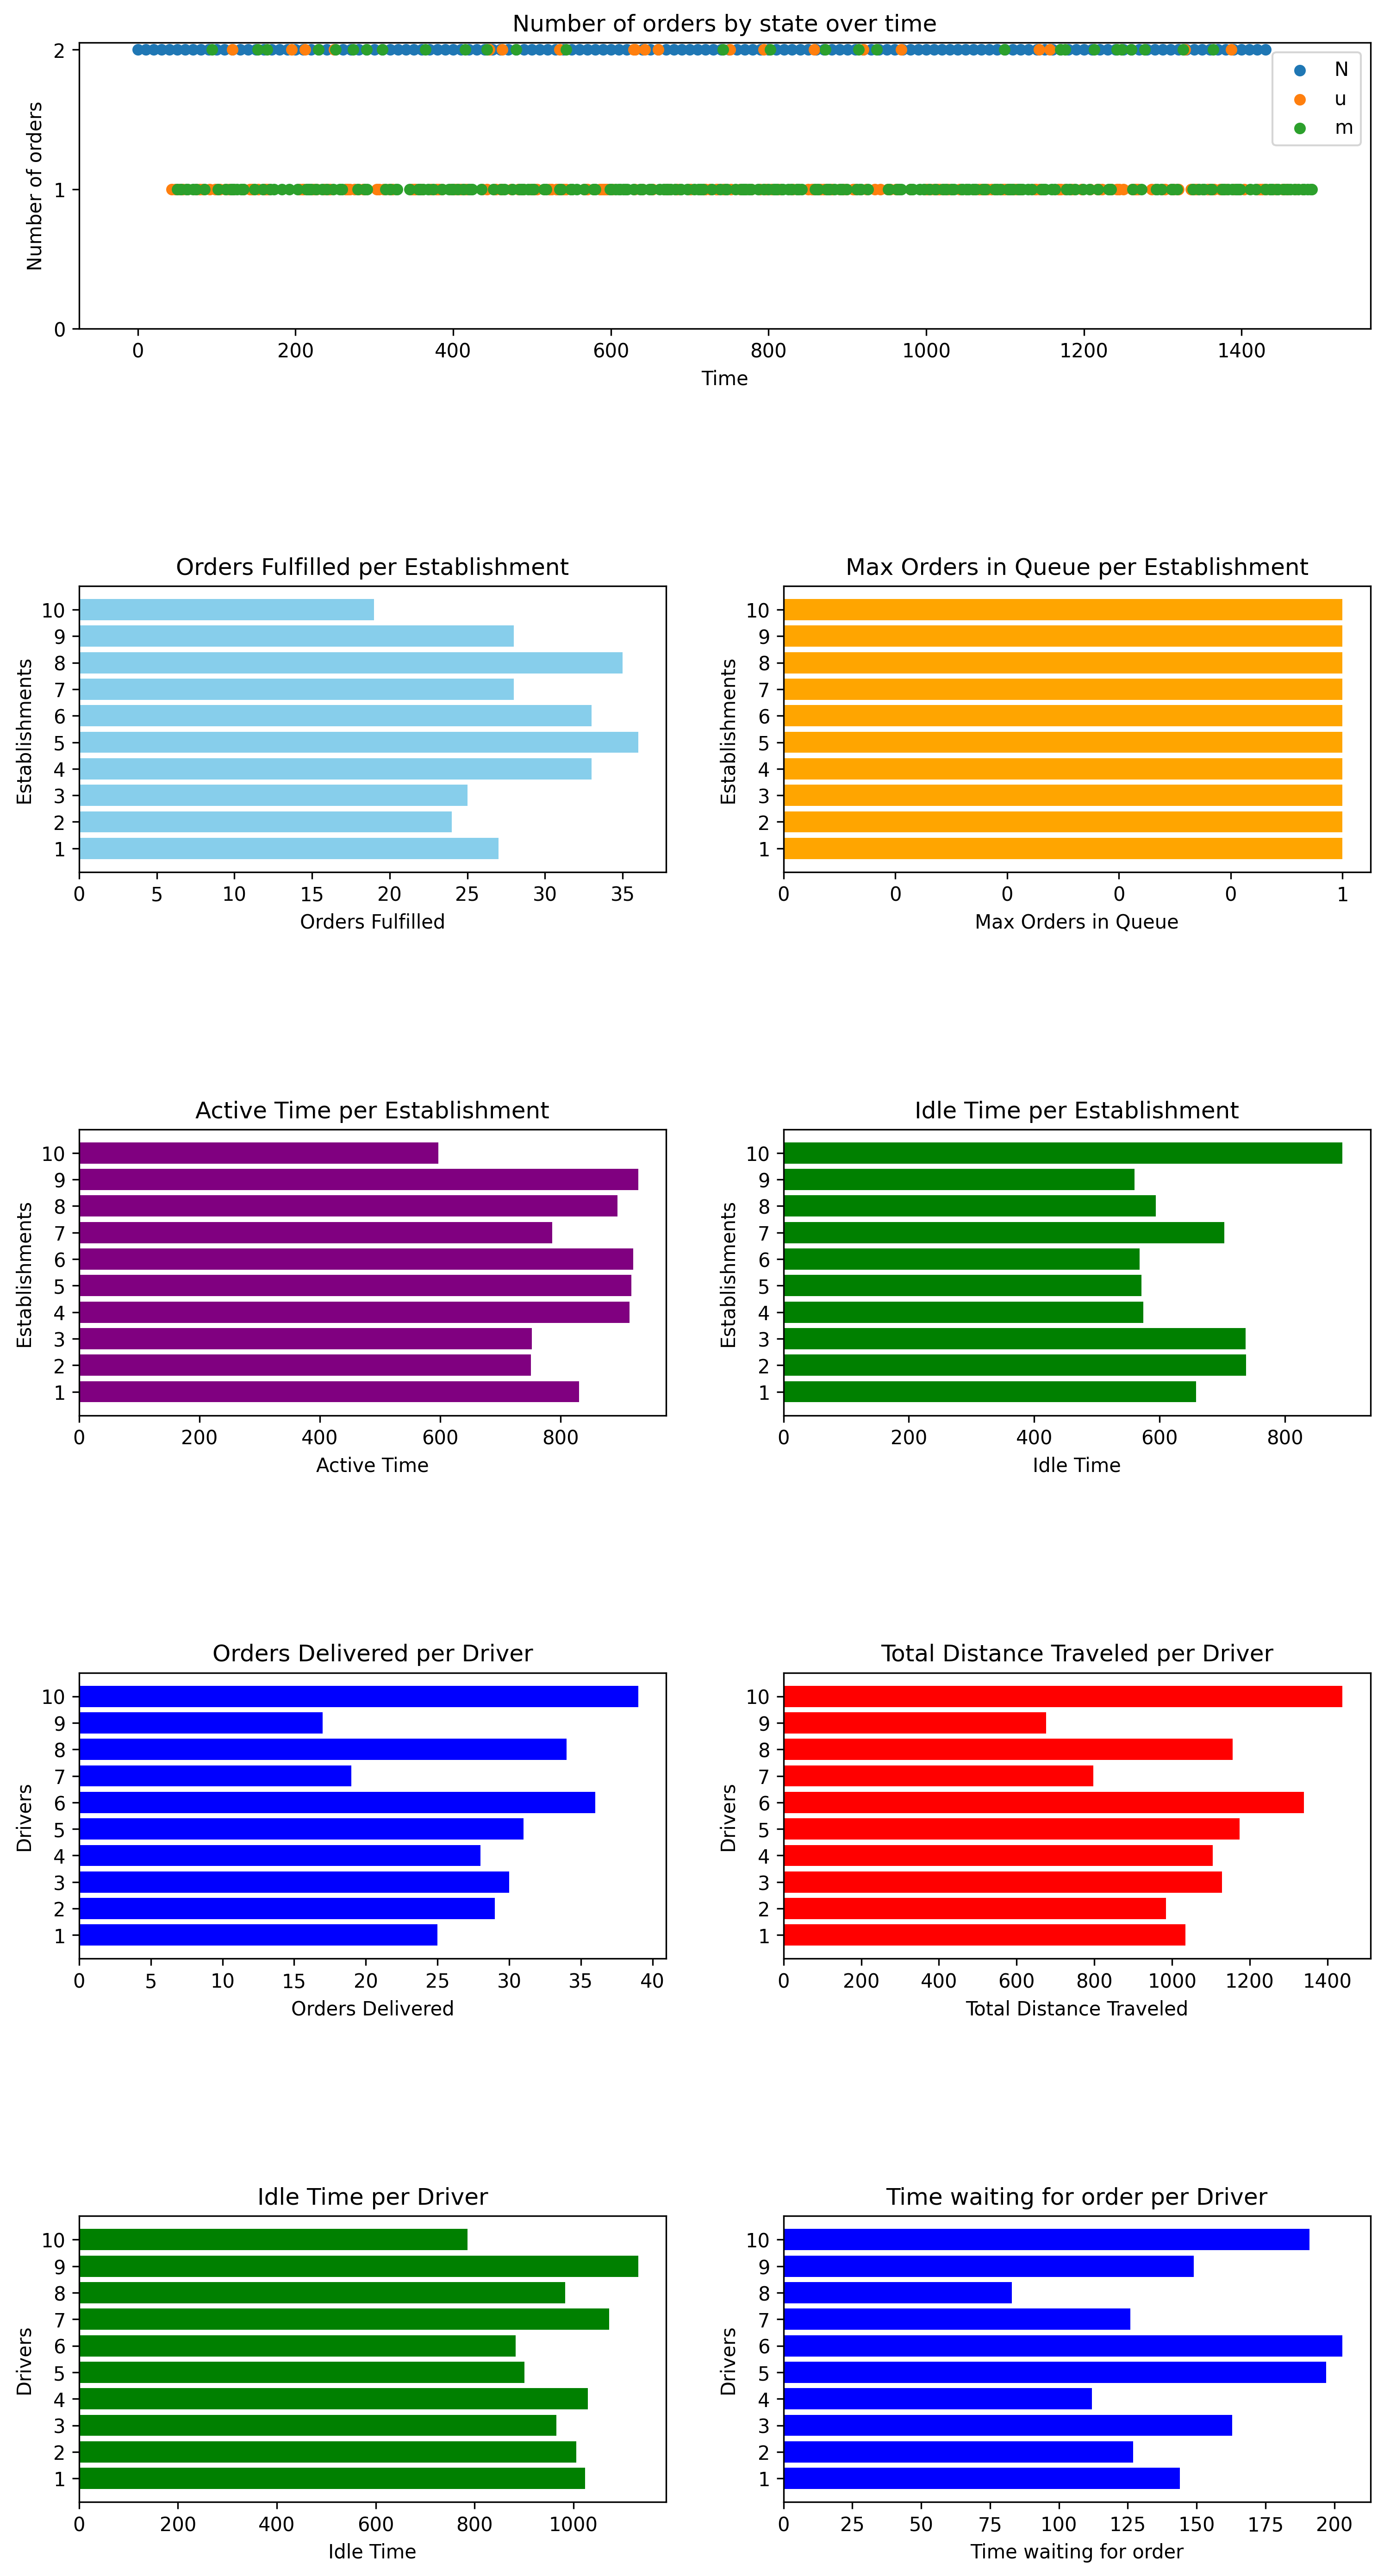 Number of orders by state over time
Number of orders
2
1
0
N
u
m
0 200 400 600 800 1000 1200 1400
Time
Orders Fulfilled per Establishment
Establishments
10
9
8
7
6
5
4
3
2
1
0 5 10 15 20 25 30 35
Orders Fulfilled
Max Orders in Queue per Establishment
Establishments
10
9
8
7
6
5
4
3
2
1
0 0 0 0 0 1
Max Orders in Queue
Active Time per Establishment
Establishments
10
9
8
7
6
5
4
3
2
1
0 200 400 600 800
Active Time
Idle Time per Establishment
Establishments
10
9
8
7
6
5
4
3
2
1
0 200 400 600 800
Idle Time
Orders Delivered per Driver
Drivers
10
9
8
7
6
5
4
3
2
1
0 5 10 15 20 25 30 35 40
Orders Delivered
Total Distance Traveled per Driver
Drivers
10
9
8
7
6
5
4
3
2
1
0 200 400 600 800 1000 1200 1400
Total Distance Traveled
Idle Time per Driver
Drivers
10
9
8
7
6
5
4
3
2
1
0 200 400 600 800 1000
Idle Time
Time waiting for order per Driver
Drivers
10
9
8
7
6
5
4
3
2
1
0 25 50 75 100 125 150 175 200
Time waiting for order